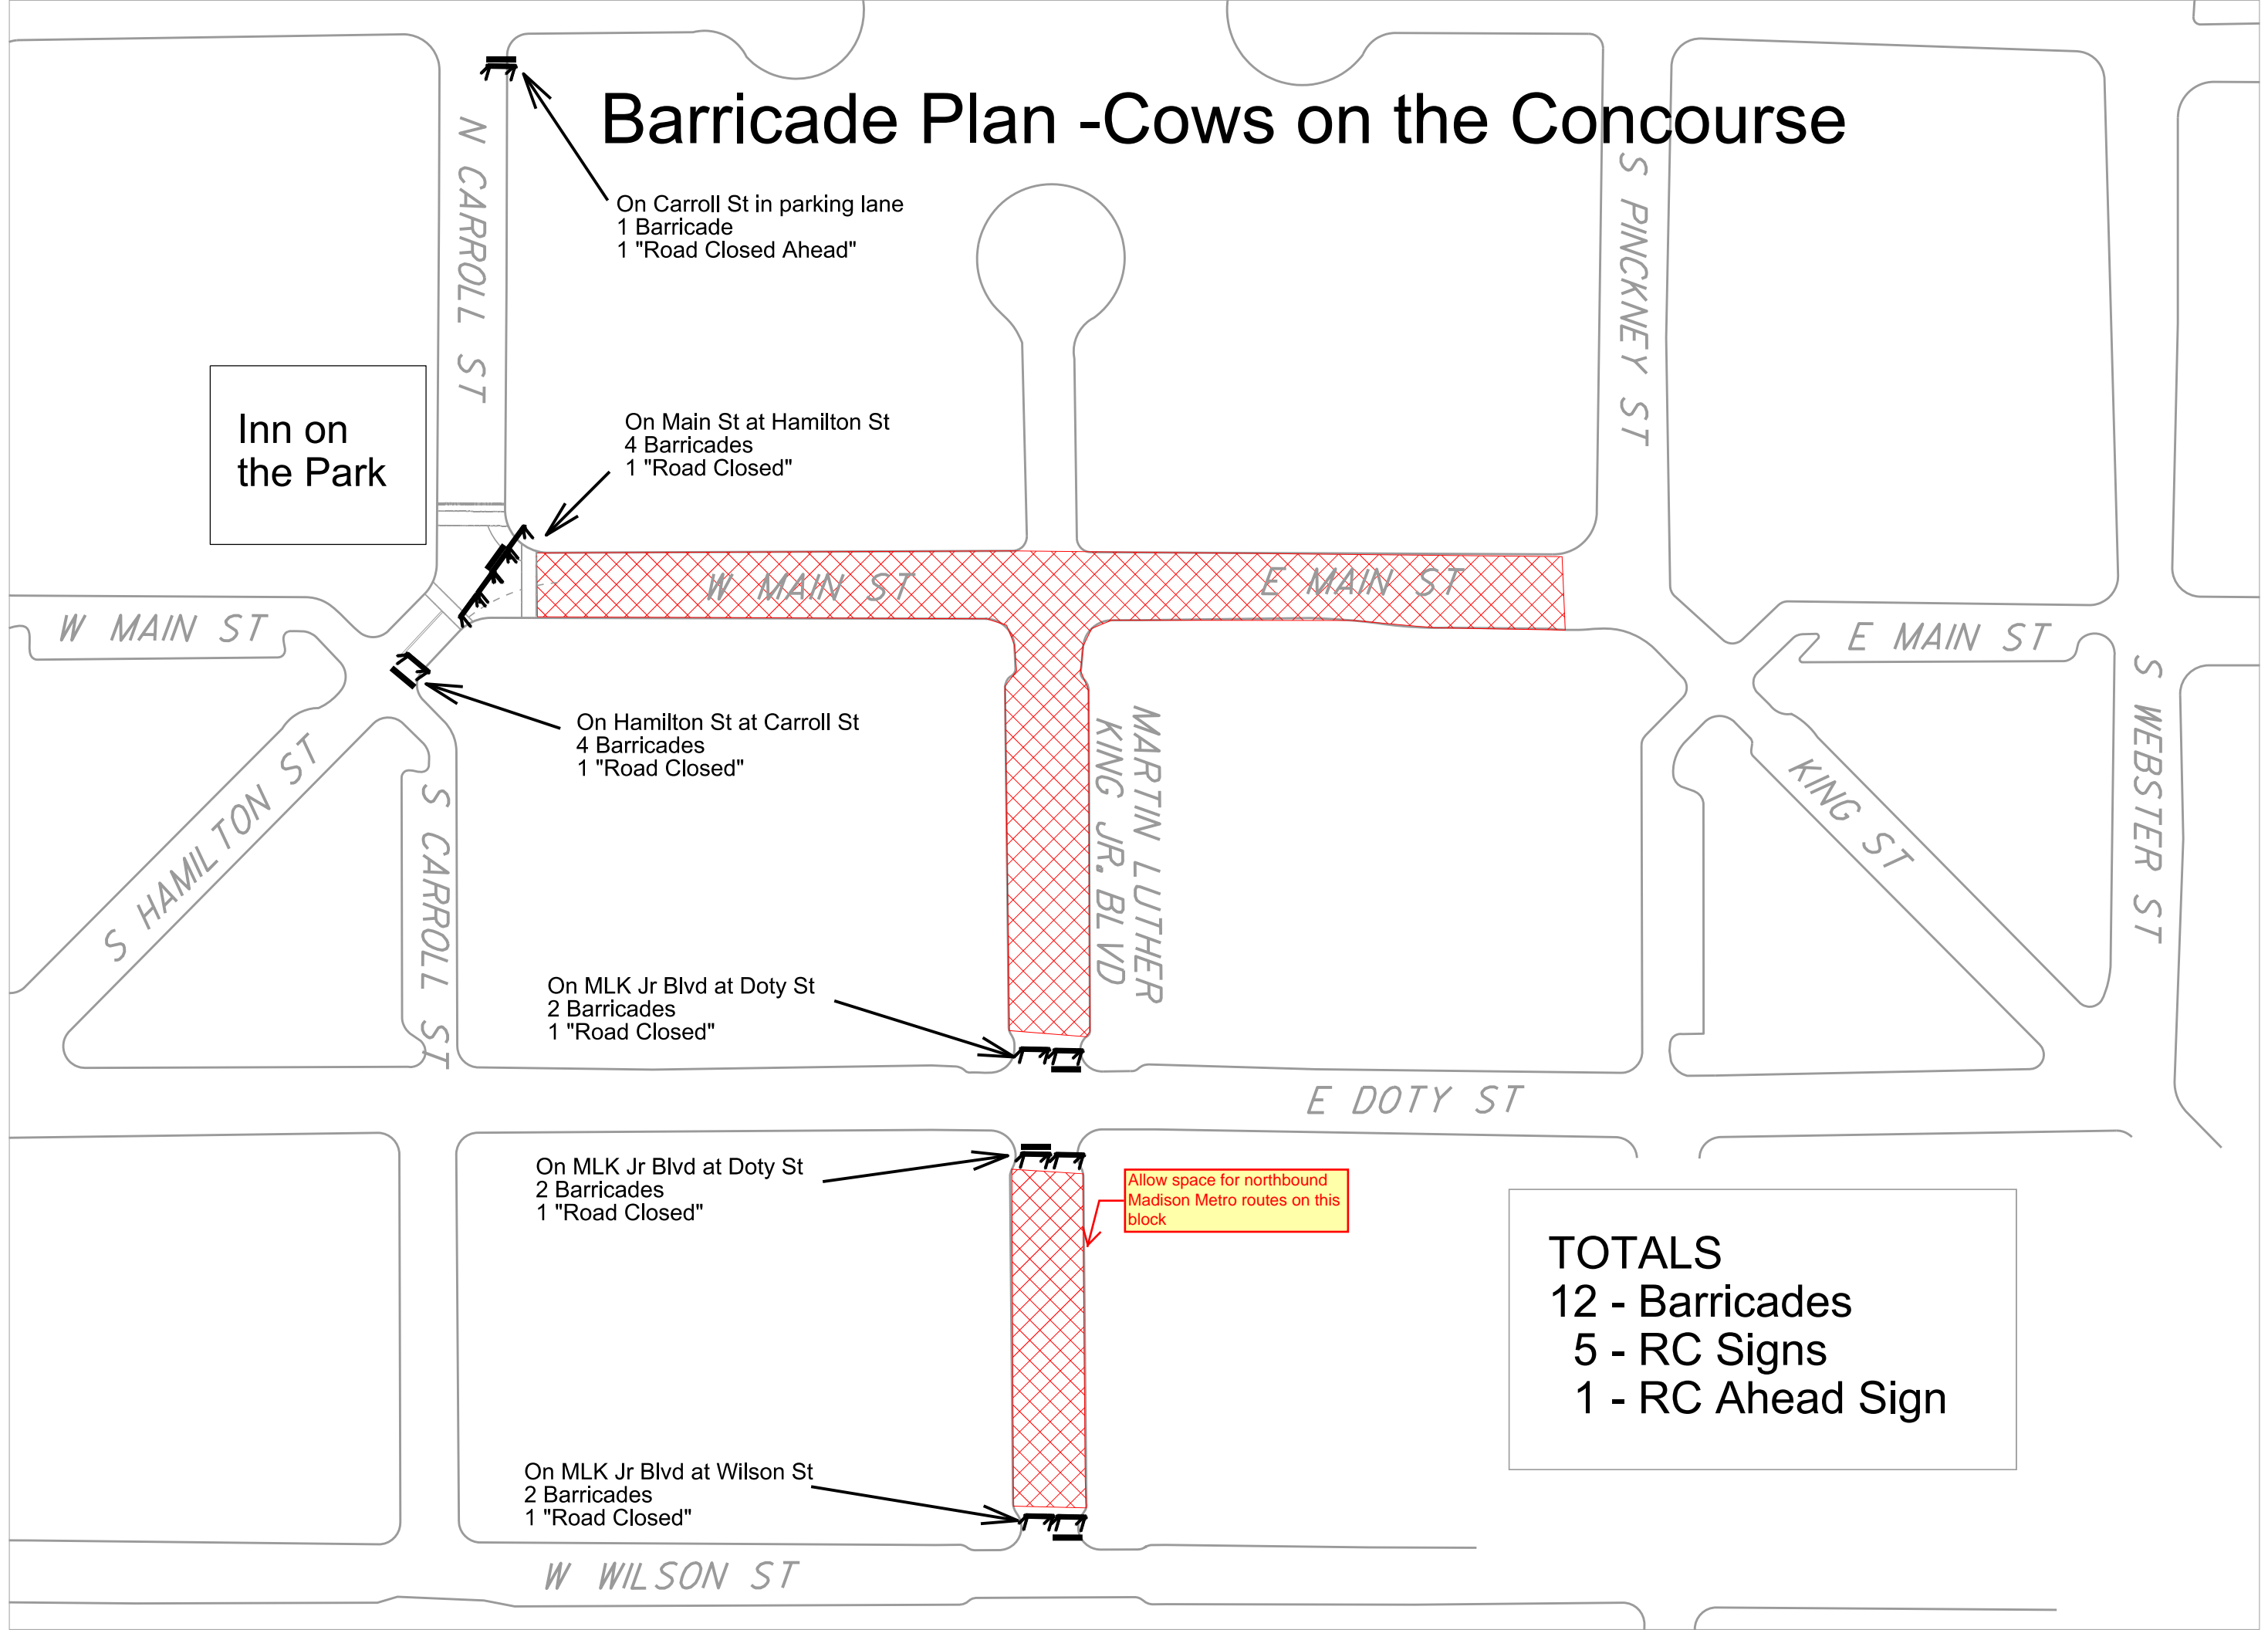 Barricade Plan -Cows on the Concourse
N CARROLL ST
On Carroll St in parking lane
1 Barricade
1 "Road Closed Ahead"
S PINCKNEY ST
Inn on
the Park
On Main St at Hamilton St
4 Barricades
1 "Road Closed"
W MAIN ST
E MAIN ST
W MAIN ST
E MAIN ST
On Hamilton St at Carroll St
4 Barricades
1 "Road Closed"
MARTIN LUTHER
KING JR. BLVD
S WEBSTER ST
KING ST
S HAMILTON ST
S CARROLL ST
On MLK Jr Blvd at Doty St
2 Barricades
1 "Road Closed"
E DOTY ST
On MLK Jr Blvd at Doty St
2 Barricades
1 "Road Closed"
Allow space for northbound
Madison Metro routes on this
block
TOTALS
12 - Barricades
5 - RC Signs
1 - RC Ahead Sign
On MLK Jr Blvd at Wilson St
2 Barricades
1 "Road Closed"
W WILSON ST